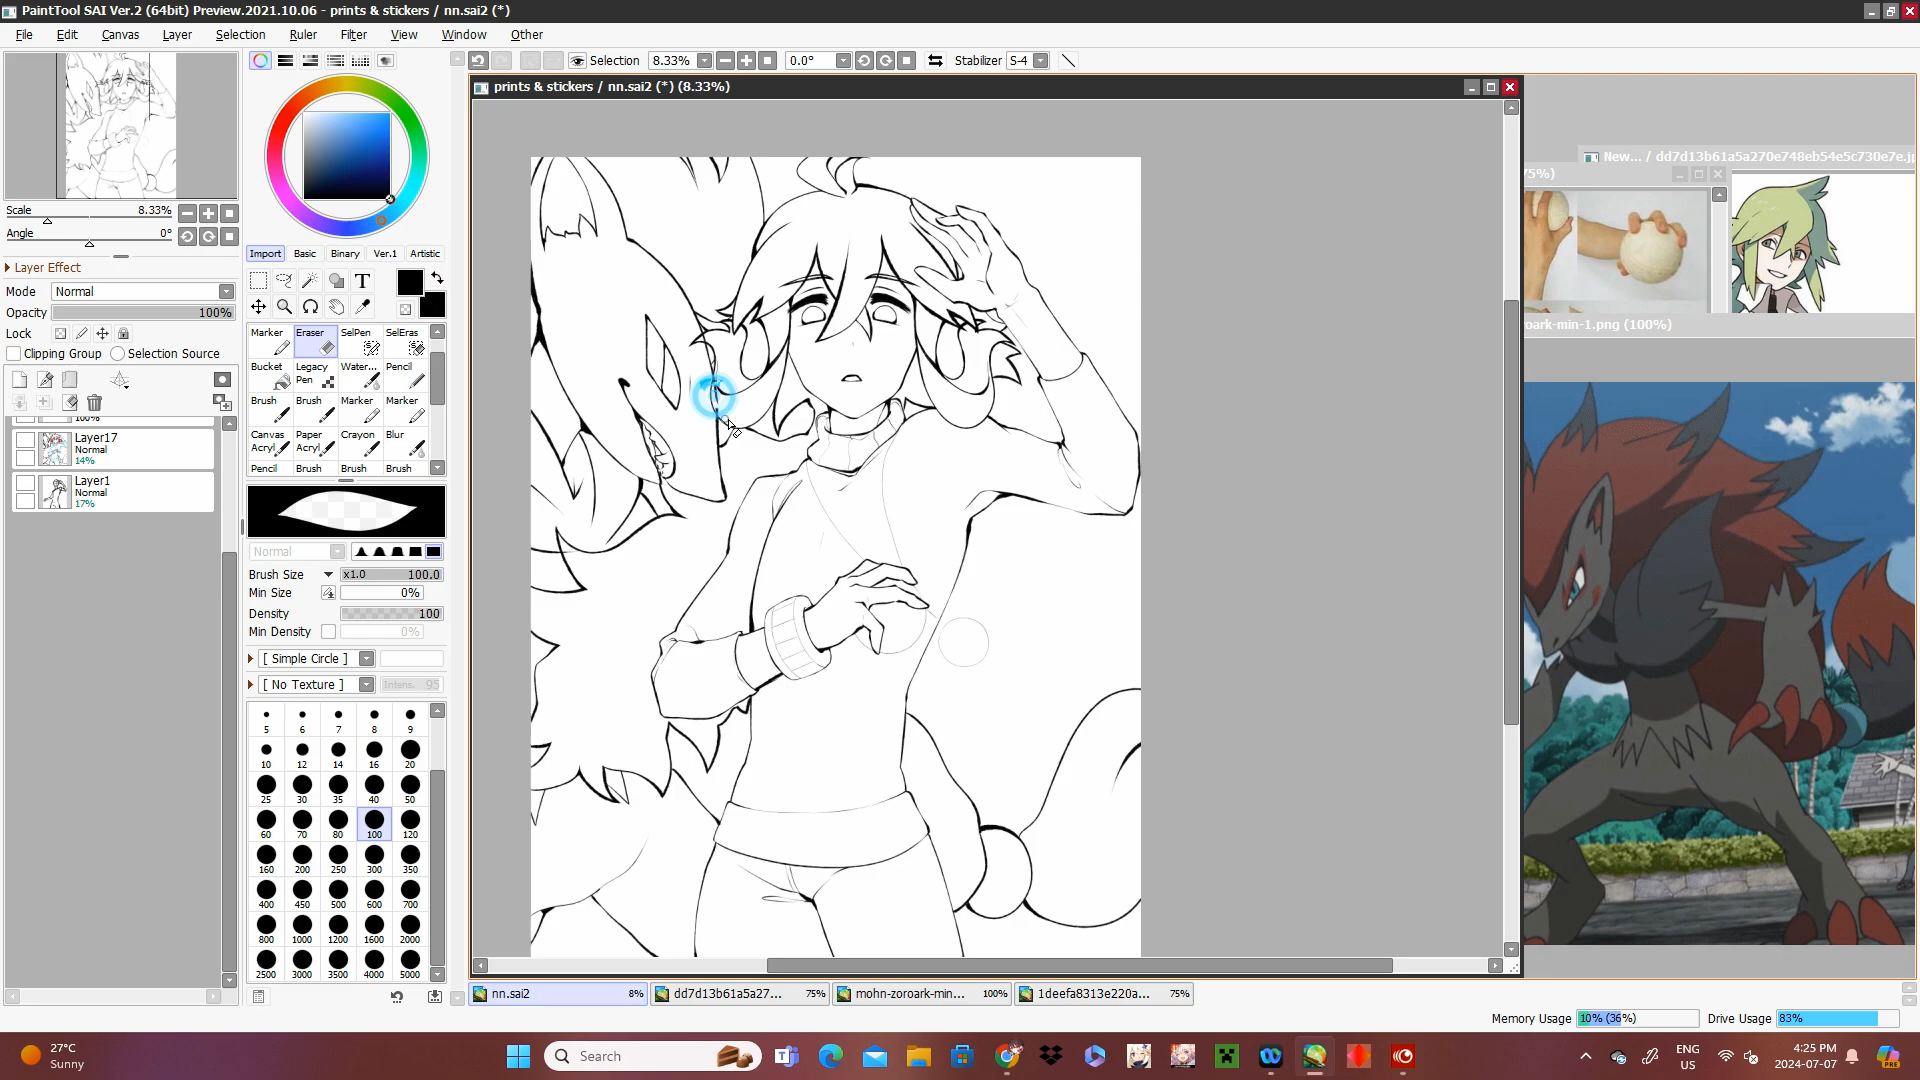 PaintTool SAI Ver.2 (64bit) Preview.2021.10.06 - prints & stickers / nn.sai2 (*)
File Edit Canvas Layer Selection Ruler Filter View Window Other
Selection 8.33% 0.0° Stabilizer S-4
prints & stickers / nn.sai2 (*) (8.33%)
New... / dd7d13b61a5a270e748eb54e5c730e7e.jp
75%)
Scale 8.33%
Angle 0°
Layer Effect
Mode Normal
Opacity 100%
Lock
Clipping Group Selection Source
100%
Layer17
Normal
14%
Layer1
Normal
17%
Import Basic Binary Ver.1 Artistic
T
Marker Eraser SelPen SelEras
Bucket Legacy Pen Water... Pencil
Brush Brush Marker Marker
Canvas Acryl Paper Acryl Crayon Blur
Pencil Brush Brush Brush
Normal
Brush Size x1.0 100.0
Min Size 0%
Density 100
Min Density 0%
[ Simple Circle ]
[ No Texture ] Intens. 95
5 6 7 8 9
10 12 14 16 20
25 30 35 40 50
60 70 80 100 120
160 200 250 300 350
400 450 500 600 700
800 1000 1200 1600 2000
2500 3000 3500 4000 5000
oark-min-1.png (100%)
nn.sai2 8%
dd7d13b61a5a27... 75%
mohn-zoroark-min... 100%
1deefa8313e220a... 75%
Memory Usage 10% (36%) Drive Usage 83%
27°C
Sunny
Search
ENG
US
4:25 PM
2024-07-07
PRE